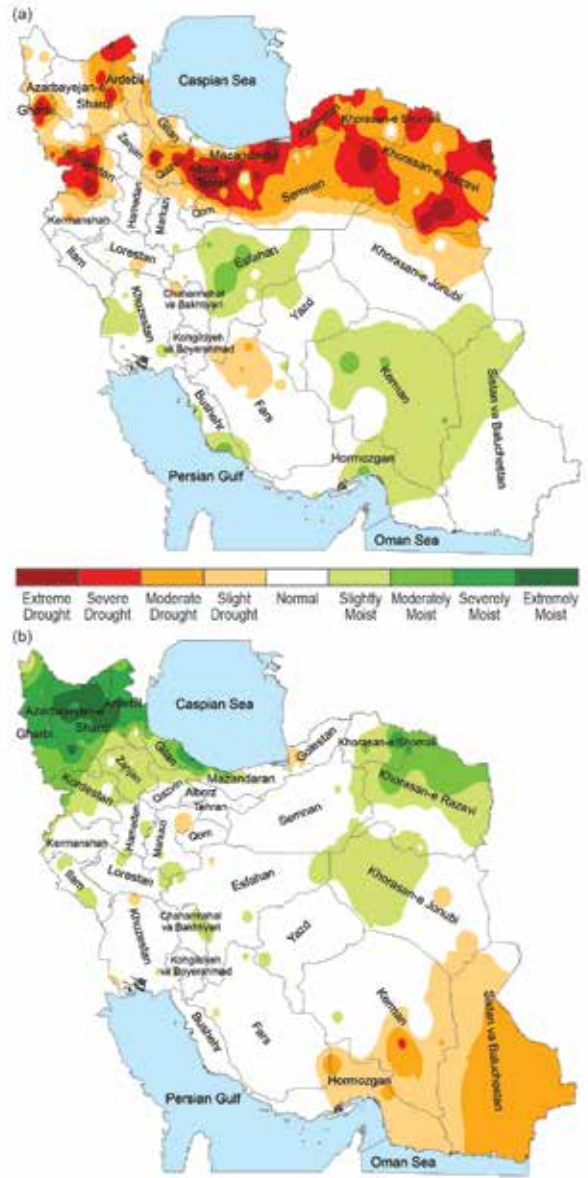 (a)
Caspian Sea
Ardebil
Azarbayejan-e
Sharqi
Gharbi
Gilan
Zanjan
Mazandaran
Khorasan-e Shomali
Khorasan-e Razavi
Tehran
Semnan
Hamedan
Markazi
Qom
Kermanshah
Lorestan
Ilam
Esfahan
Khorasan-e Jonubi
Chaharmahal
va Bakhtiyari
Yazd
Khuzestan
Kohgiluyeh
va Boyerahmad
Kerman
Fars
Bushehr
Sistan va Baluchestan
Hormozgan
Persian Gulf
Oman Sea
Extreme Drought
Severe Drought
Moderate Drought
Slight Drought
Normal
Slightly Moist
Moderately Moist
Severely Moist
Extremely Moist
(b)
Caspian Sea
Ardebil
Azarbayejan-e
Sharqi
Gharbi
Gilan
Zanjan
Kordestan
Golestan
Khorasan-e Shomali
Mazandaran
Qazvin
Alborz
Tehran
Khorasan-e Razavi
Semnan
Hamedan
Markazi
Qom
Kermanshah
Lorestan
Ilam
Esfahan
Khorasan-e Jonubi
Chaharmahal
va Bakhtiyari
Yazd
Khuzestan
Kohgiluyeh
va Boyerahmad
Kerman
Fars
Bushehr
Sistan va Baluchestan
Hormozgan
Persian Gulf
Oman Sea